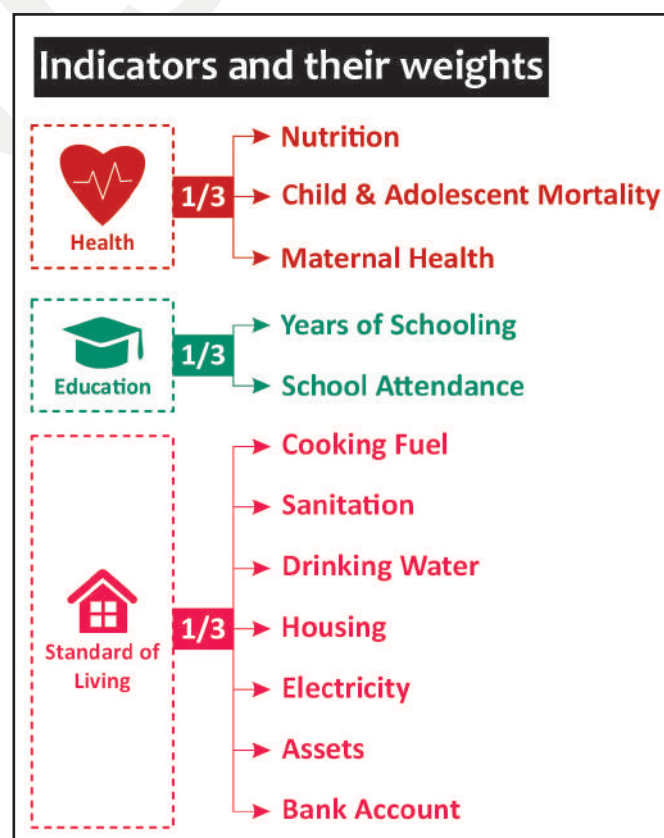 Indicators and their weights
Health
1/3
Nutrition
Child & Adolescent Mortality
Maternal Health
Education
1/3
Years of Schooling
School Attendance
Standard of
Living
1/3
Cooking Fuel
Sanitation
Drinking Water
Housing
Electricity
Assets
Bank Account